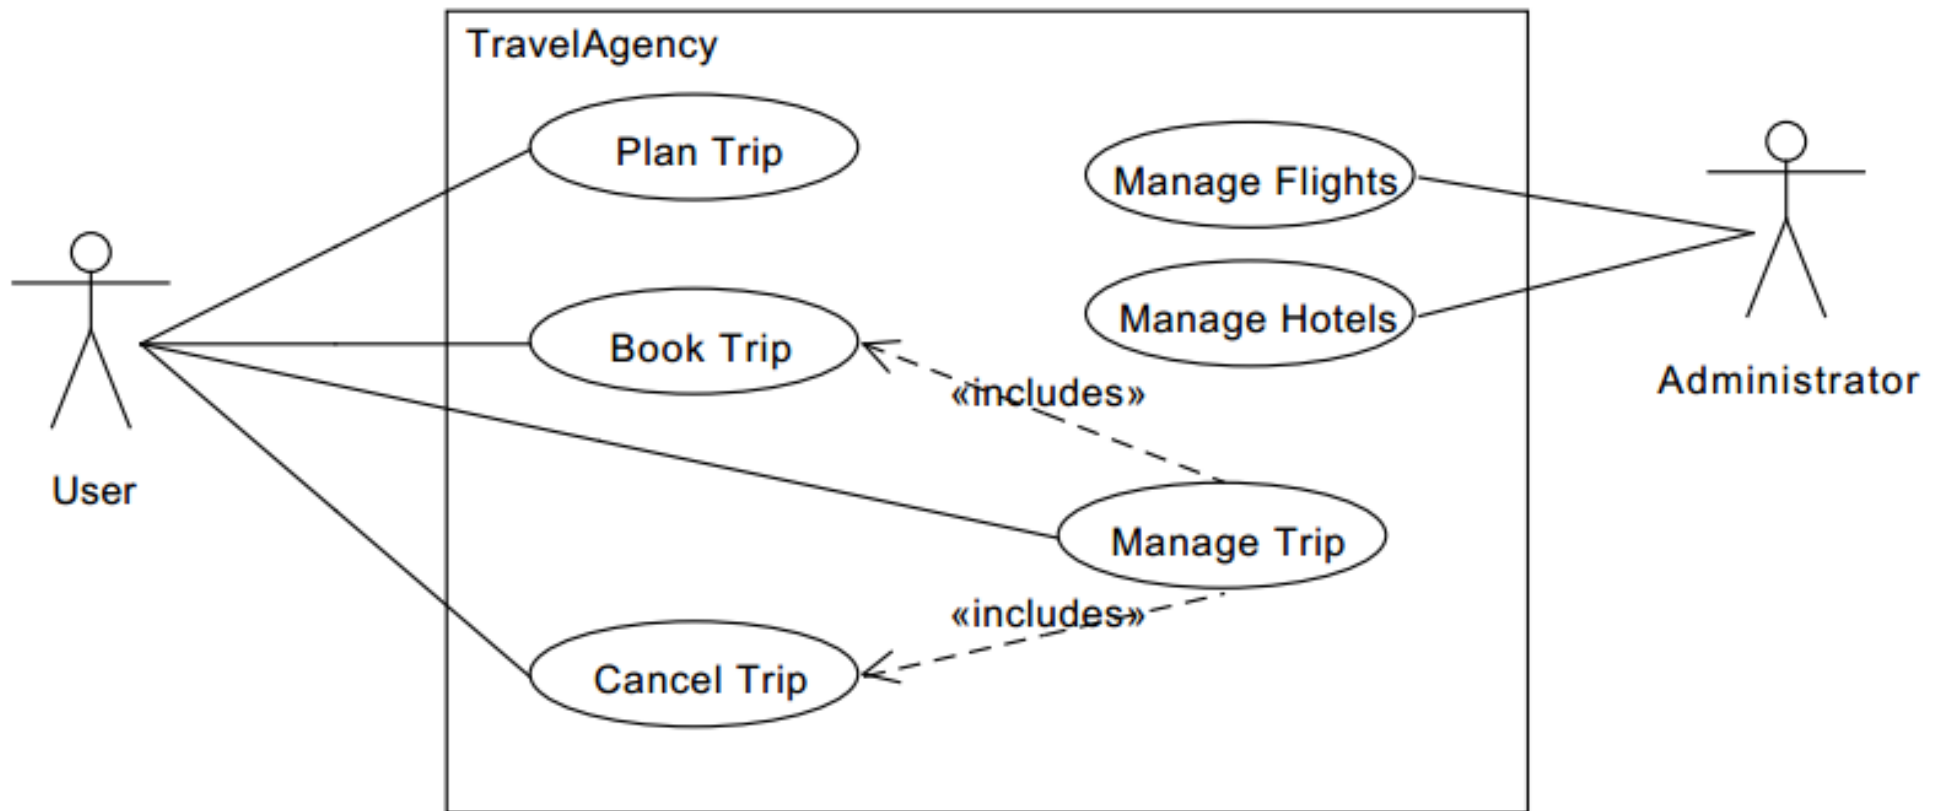 TravelAgency
Plan Trip
Manage Flights
Book Trip
Manage Hotels
«includes»
Administrator
User
Manage Trip
«includes»
Cancel Trip